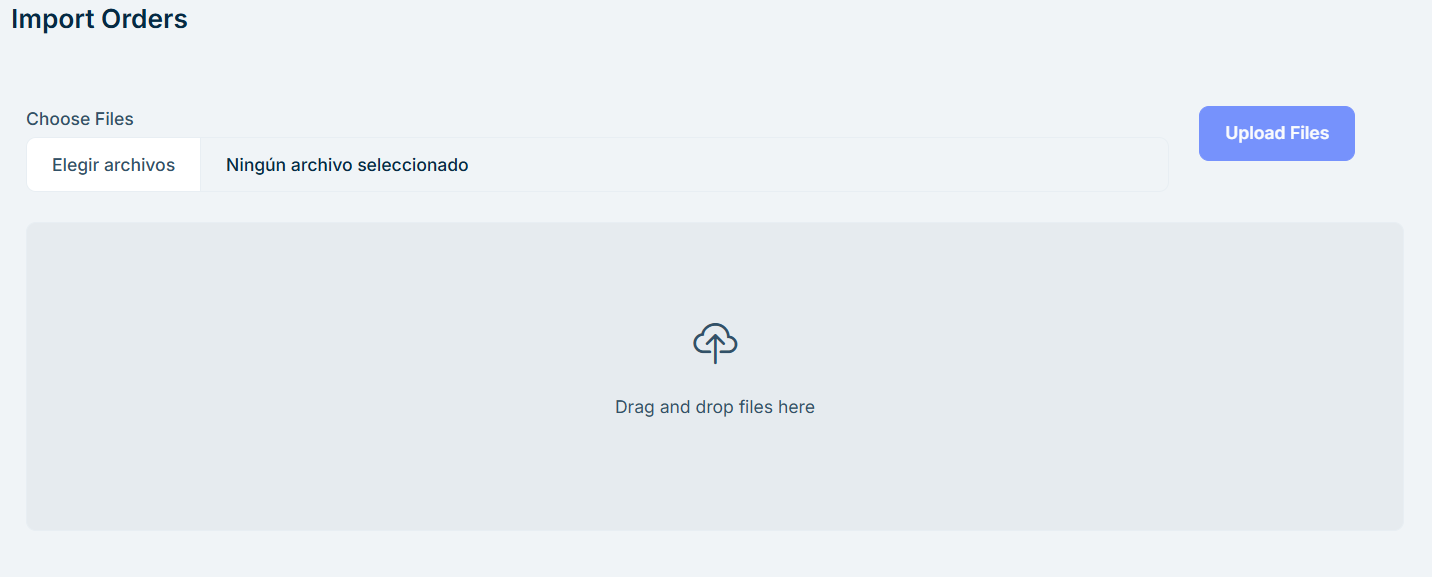 Import Orders
Choose Files
Upload Files
Elegir archivos
Ningún archivo seleccionado
Drag and drop files here